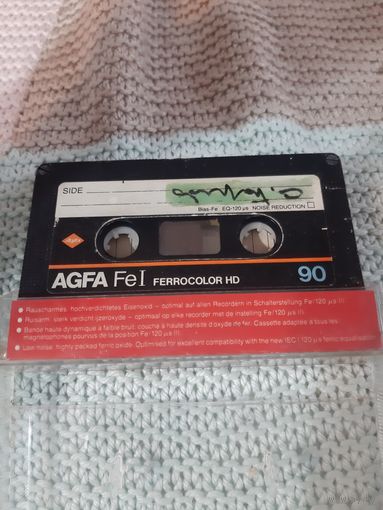 SIDE
Bias-Fe EQ-120 µs NOISE REDUCTION
AGFA
AGFA FeI FERROCOLOR HD 90
• Rauscharmes, hochverdichtetes Eisenoxid – optimal auf allen Recordern in Schalterstellung Fe/120 µs !!!
• Ruisarm, sterk verdicht ijzeroxyde – optimaal op elke recorder met de instelling Fe/120 µs !!!
• Bande haute dynamique à faible bruit: couche à haute densité d'oxyde de fer. Cassette adaptée à tous les
magnétophones pourvus de la position Fe/120 µs !!!
• Low noise, highly packed ferric oxide. Optimised for excellent compatibility with the new IEC I 120 µs ferric equalisation